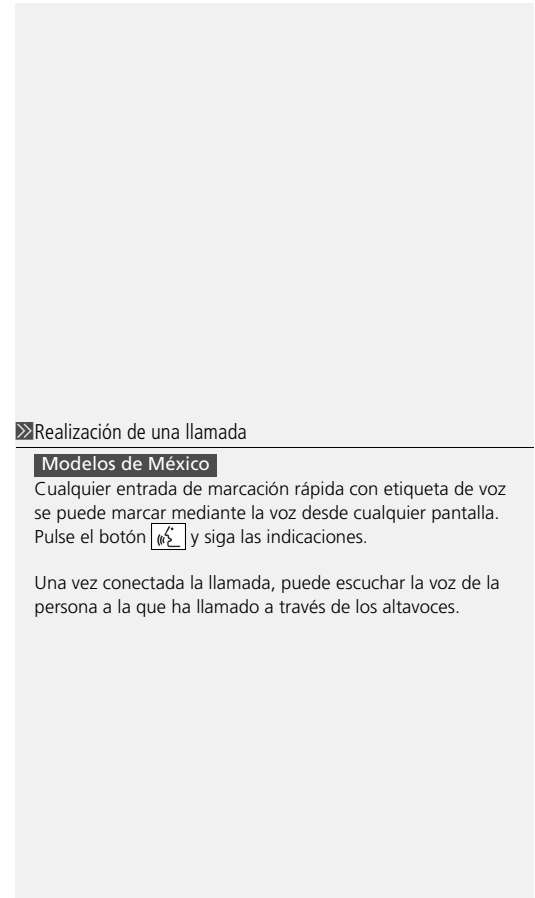 Realización de una llamada
Modelos de México
Cualquier entrada de marcación rápida con etiqueta de voz
se puede marcar mediante la voz desde cualquier pantalla.
Pulse el botón y siga las indicaciones.
Una vez conectada la llamada, puede escuchar la voz de la
persona a la que ha llamado a través de los altavoces.